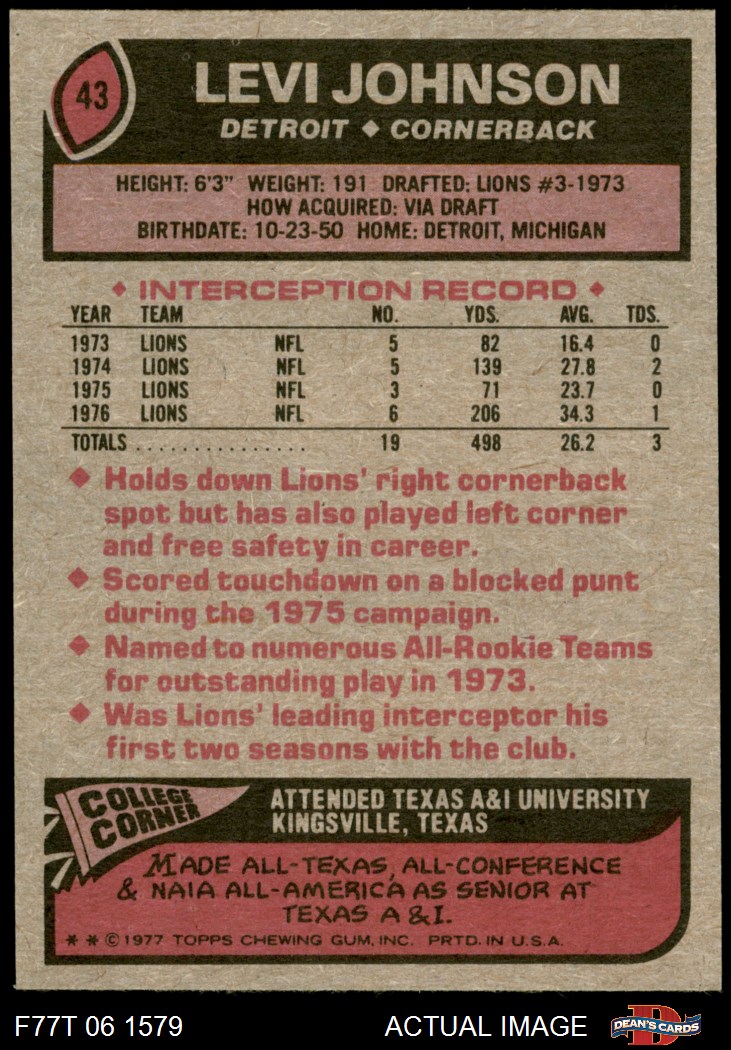 43
LEVI JOHNSON
DETROIT ◆ CORNERBACK
HEIGHT: 6'3" WEIGHT: 191 DRAFTED: LIONS #3-1973
HOW ACQUIRED: VIA DRAFT
BIRTHDATE: 10-23-50 HOME: DETROIT, MICHIGAN
◆ INTERCEPTION RECORD ◆
YEAR TEAM NO. YDS. AVG. TDS.
1973 LIONS NFL 5 82 16.4 0
1974 LIONS NFL 5 139 27.8 2
1975 LIONS NFL 3 71 23.7 0
1976 LIONS NFL 6 206 34.3 1
TOTALS ................ 19 498 26.2 3
◆ Holds down Lions' right cornerback
spot but has also played left corner
and free safety in career.
◆ Scored touchdown on a blocked punt
during the 1975 campaign.
◆ Named to numerous All-Rookie Teams
for outstanding play in 1973.
◆ Was Lions' leading interceptor his
first two seasons with the club.
COLLEGE
CORNER
ATTENDED TEXAS A&I UNIVERSITY
KINGSVILLE, TEXAS
MADE ALL-TEXAS, ALL-CONFERENCE
& NAIA ALL-AMERICA AS SENIOR AT
TEXAS A & I.
* * © 1977 TOPPS CHEWING GUM, INC. PRTD. IN U.S.A.
F77T 06 1579 ACTUAL IMAGE
D
DEAN'S CARDS